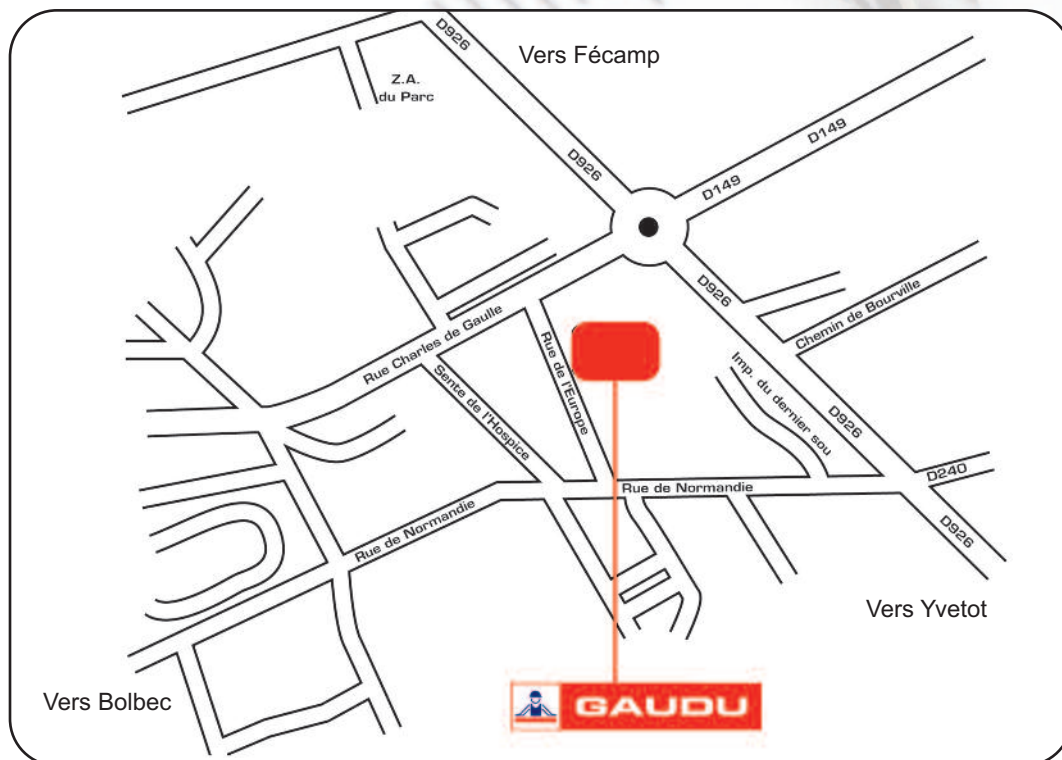 D926
Vers Fécamp
Z.A.
du Parc
D149
D926
D149
D926
Chemin de Bourville
Rue Charles de Gaulle
Rue de l'Europe
Imp. du dernier sou
Sente de l'Hospice
D926
D240
Rue de Normandie
Rue de Normandie
D926
Vers Yvetot
Vers Bolbec
GAUDU